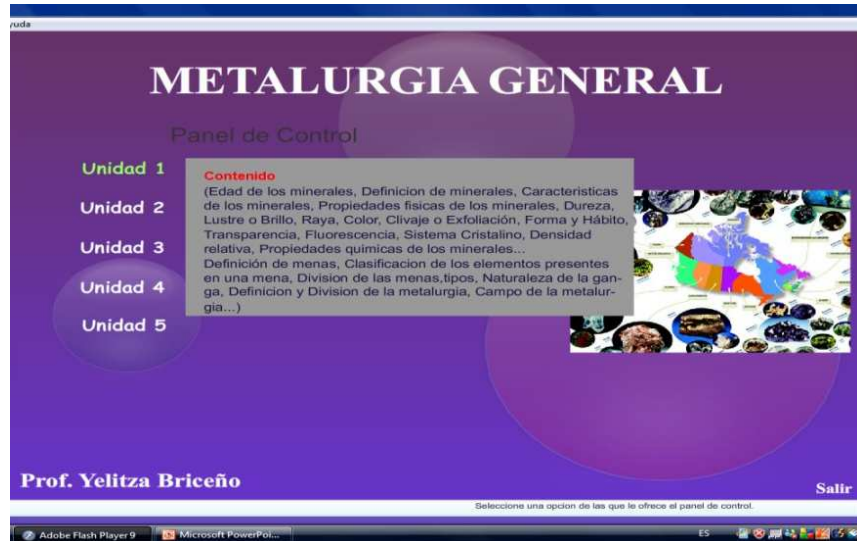 yuda
METALURGIA GENERAL
Panel de Control
Unidad 1
Unidad 2
Unidad 3
Unidad 4
Unidad 5
Contenido
(Edad de los minerales, Definicion de minerales, Caracteristicas
de los minerales, Propiedades fisicas de los minerales, Dureza,
Lustre o Brillo, Raya, Color, Clivaje o Exfoliación, Forma y Hábito,
Transparencia, Fluorescencia, Sistema Cristalino, Densidad
relativa, Propiedades quimicas de los minerales...
Definición de menas, Clasificacion de los elementos presentes
en una mena, Division de las menas,tipos, Naturaleza de la gan-
ga, Definicion y Division de la metalurgia, Campo de la metalur-
gia...)
Prof. Yelitza Briceño
Salir
Seleccione una opcion de las que le ofrece el panel de control.
Adobe Flash Player 9
Microsoft PowerPoi...
ES